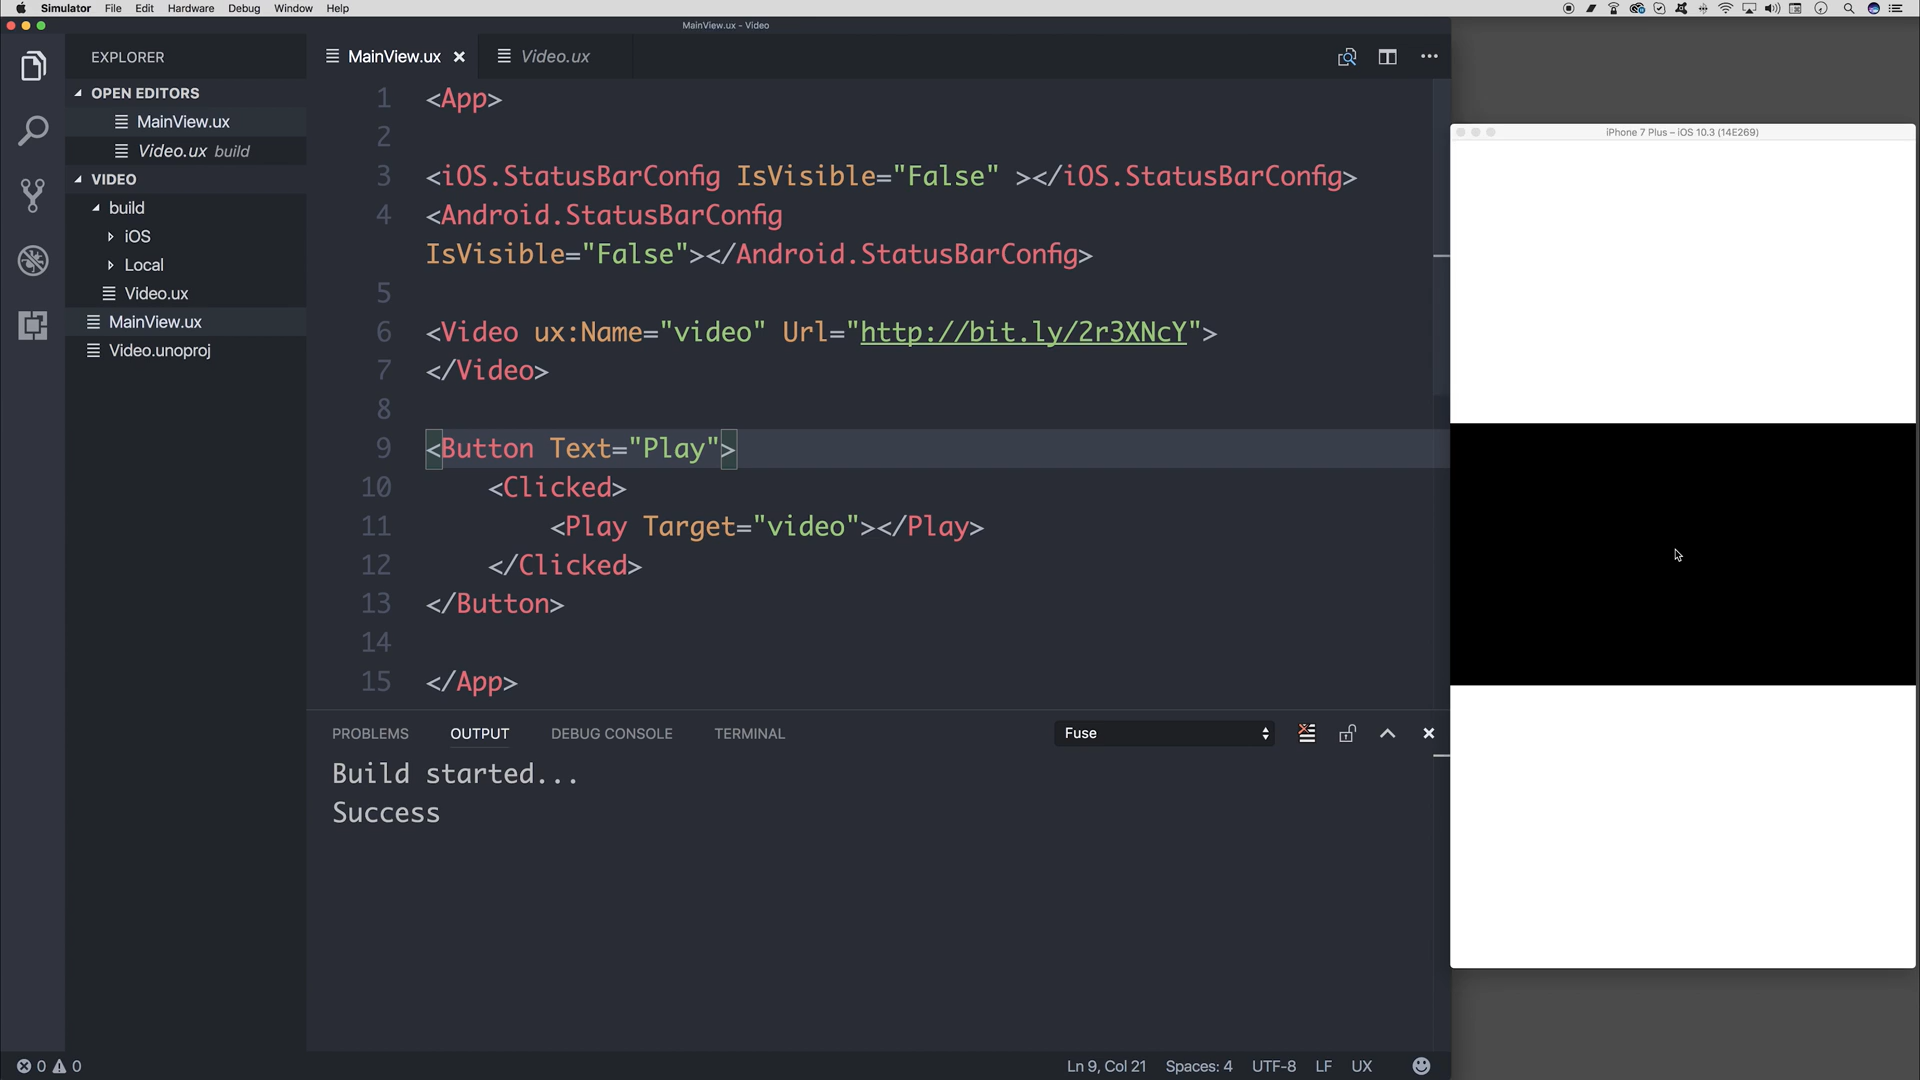 Simulator File Edit Hardware Debug Window Help
MainView.ux - Video
EXPLORER
OPEN EDITORS
MainView.ux
Video.ux build
VIDEO
build
iOS
Local
Video.ux
MainView.ux
Video.unoproj
MainView.ux Video.ux
1 <App>
2
3 <iOS.StatusBarConfig IsVisible="False" ></iOS.StatusBarConfig>
4 <Android.StatusBarConfig
IsVisible="False"></Android.StatusBarConfig>
5
6 <Video ux:Name="video" Url="http://bit.ly/2r3XNcY">
7 </Video>
8
9 <Button Text="Play">
10 <Clicked>
11 <Play Target="video"></Play>
12 </Clicked>
13 </Button>
14
15 </App>
PROBLEMS OUTPUT DEBUG CONSOLE TERMINAL Fuse
Build started...
Success
0 0 Ln 9, Col 21 Spaces: 4 UTF-8 LF UX
iPhone 7 Plus – iOS 10.3 (14E269)